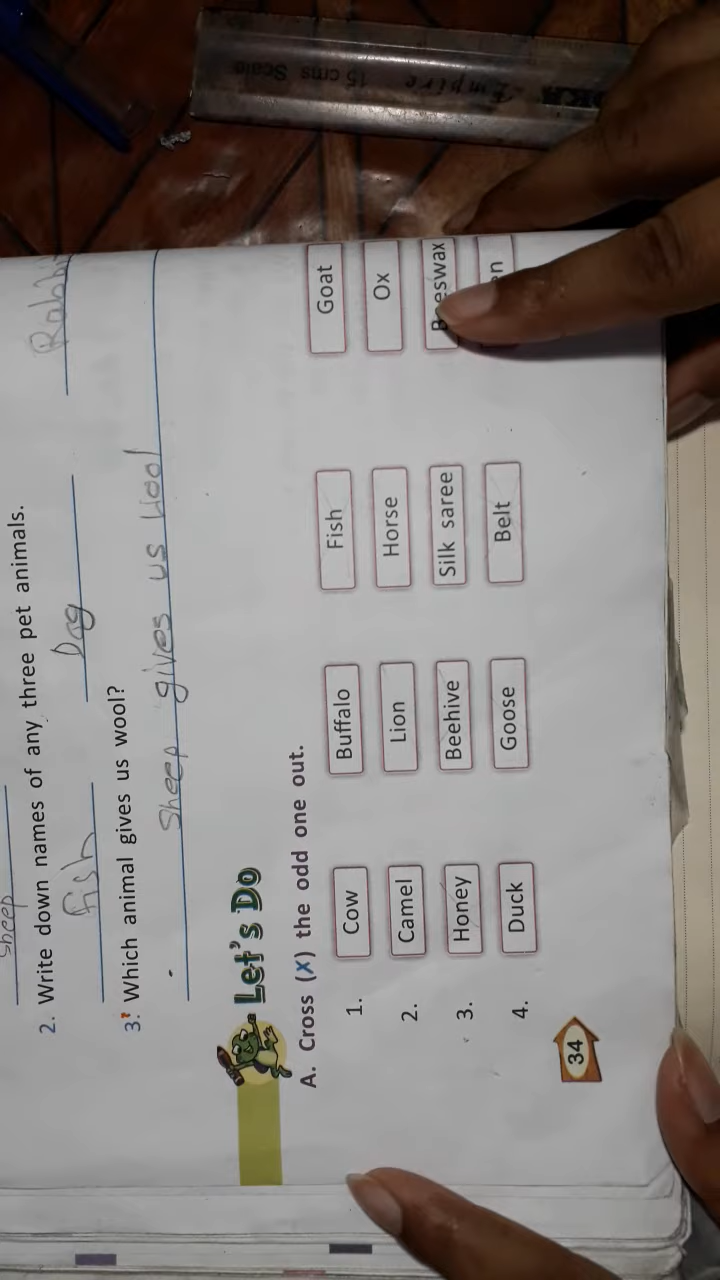 Sheep
2. Write down names of any three pet animals.
fish Dog
3. Which animal gives us wool?
Sheep gives us wool
Let's Do
A. Cross (X) the odd one out.
1. Cow Buffalo Fish Goat
2. Camel Lion Horse Ox
3. Honey Beehive Silk saree Beeswax
4. Duck Goose Belt
34
15 cms Scale